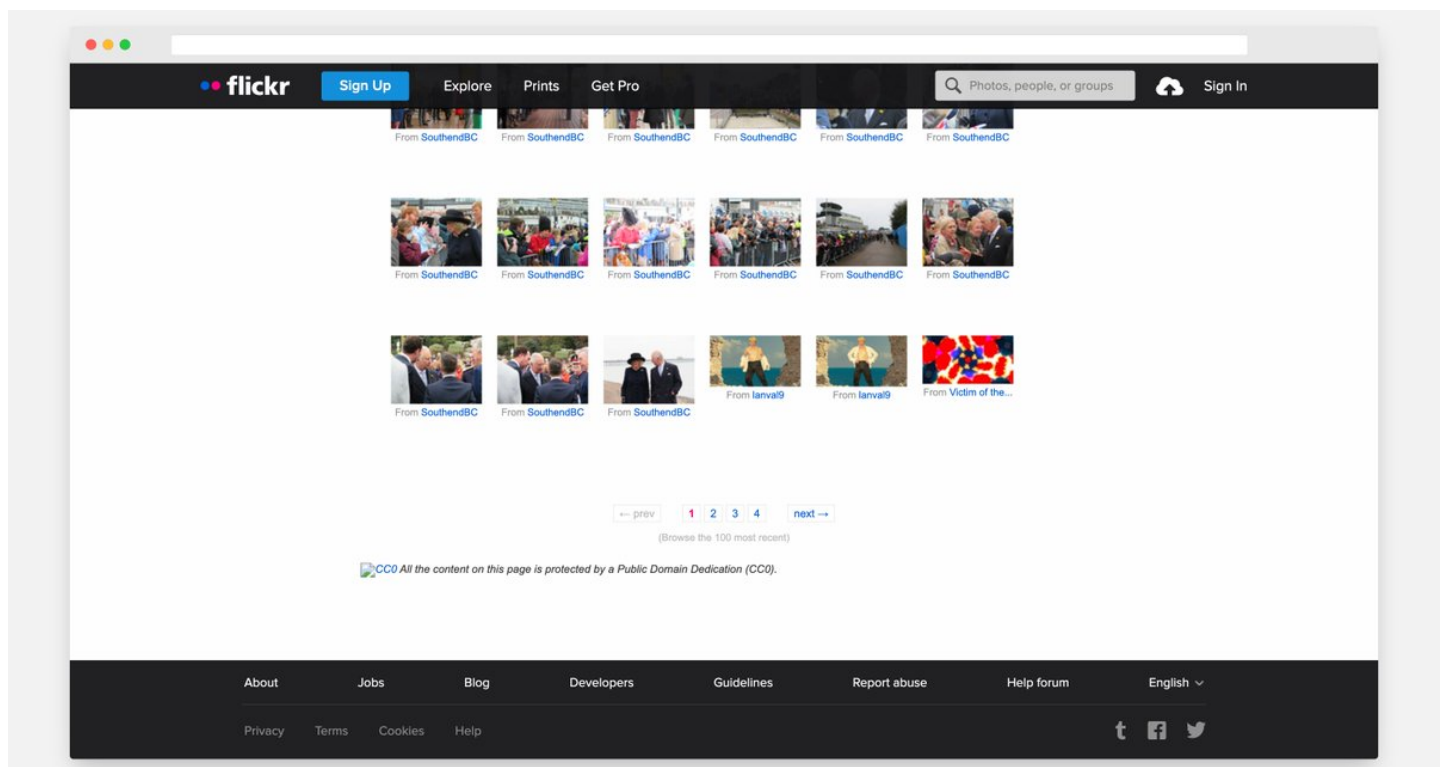 flickr Sign Up Explore Prints Get Pro Photos, people, or groups Sign In
From SouthendBC From SouthendBC From SouthendBC From SouthendBC From SouthendBC From SouthendBC
From SouthendBC From SouthendBC From SouthendBC From SouthendBC From SouthendBC From SouthendBC
From SouthendBC From SouthendBC From SouthendBC From lanval9 From lanval9 From Victim of the...
← prev 1 2 3 4 next →
(Browse the 100 most recent)
CC0 All the content on this page is protected by a Public Domain Dedication (CC0).
About Jobs Blog Developers Guidelines Report abuse Help forum English
Privacy Terms Cookies Help